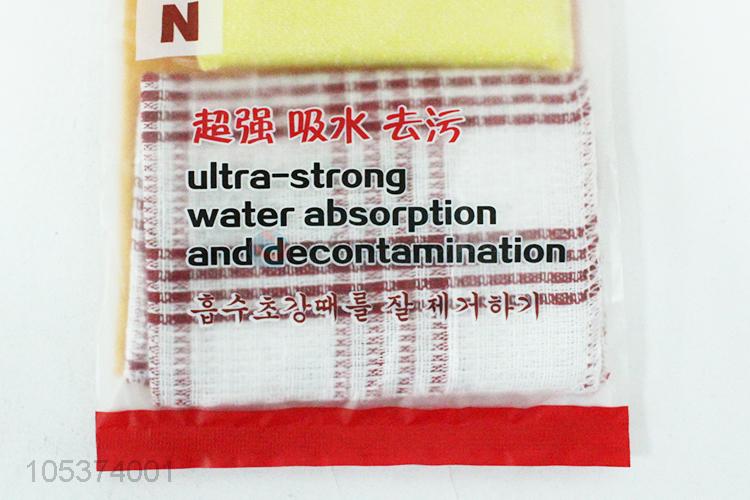 N
超强 吸水 去污
ultra-strong
water absorption
and decontamination
흡수초강때를 잘 제거하기
105374001